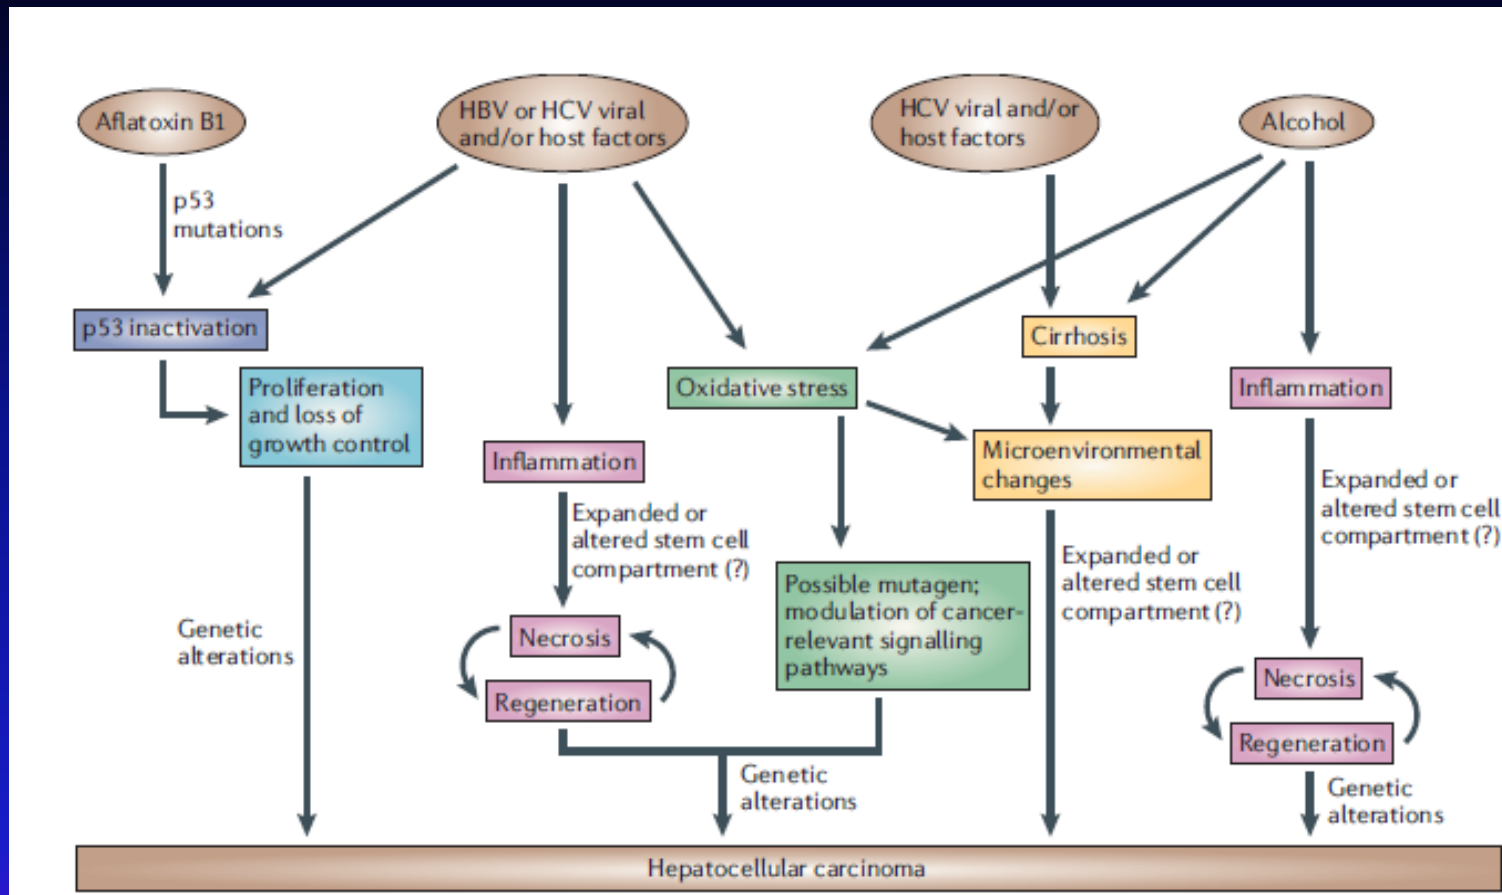 Aflatoxin B1
HBV or HCV viral
and/or host factors
HCV viral and/or
host factors
Alcohol
p53
mutations
p53 inactivation
Proliferation
and loss of
growth control
Genetic
alterations
Inflammation
Expanded or
altered stem cell
compartment (?)
Necrosis
Regeneration
Oxidative stress
Possible mutagen;
modulation of cancer-
relevant signalling
pathways
Genetic
alterations
Cirrhosis
Microenvironmental
changes
Expanded or
altered stem cell
compartment (?)
Inflammation
Expanded or
altered stem cell
compartment (?)
Necrosis
Regeneration
Genetic
alterations
Hepatocellular carcinoma